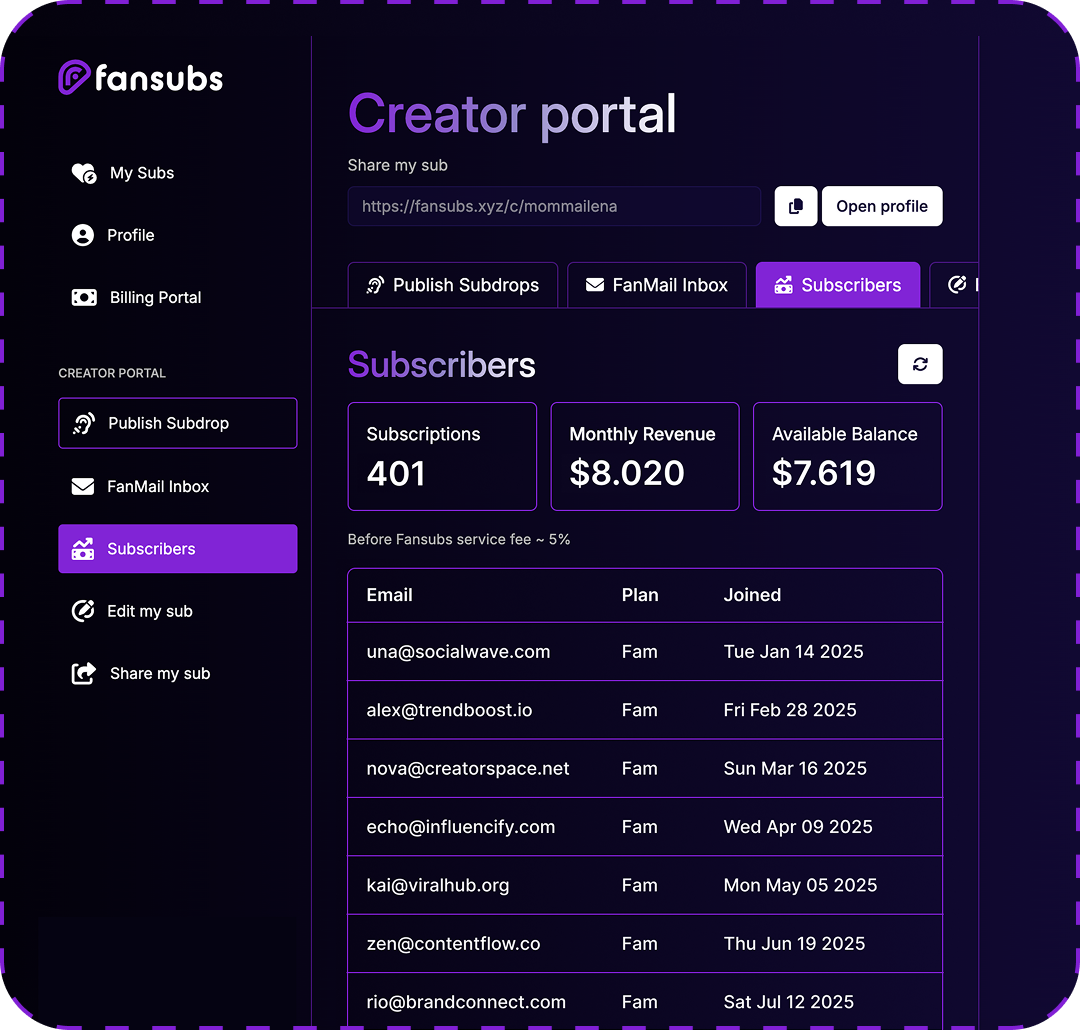 fansubs
My Subs
Profile
Billing Portal
CREATOR PORTAL
Publish Subdrop
FanMail Inbox
Subscribers
Edit my sub
Share my sub
Creator portal
Share my sub
https://fansubs.xyz/c/mommailena
Open profile
Publish Subdrops FanMail Inbox Subscribers
Subscribers
Subscriptions Monthly Revenue Available Balance
401 $8.020 $7.619
Before Fansubs service fee ~ 5%
Email Plan Joined
una@socialwave.com Fam Tue Jan 14 2025
alex@trendboost.io Fam Fri Feb 28 2025
nova@creatorspace.net Fam Sun Mar 16 2025
echo@influencify.com Fam Wed Apr 09 2025
kai@viralhub.org Fam Mon May 05 2025
zen@contentflow.co Fam Thu Jun 19 2025
rio@brandconnect.com Fam Sat Jul 12 2025